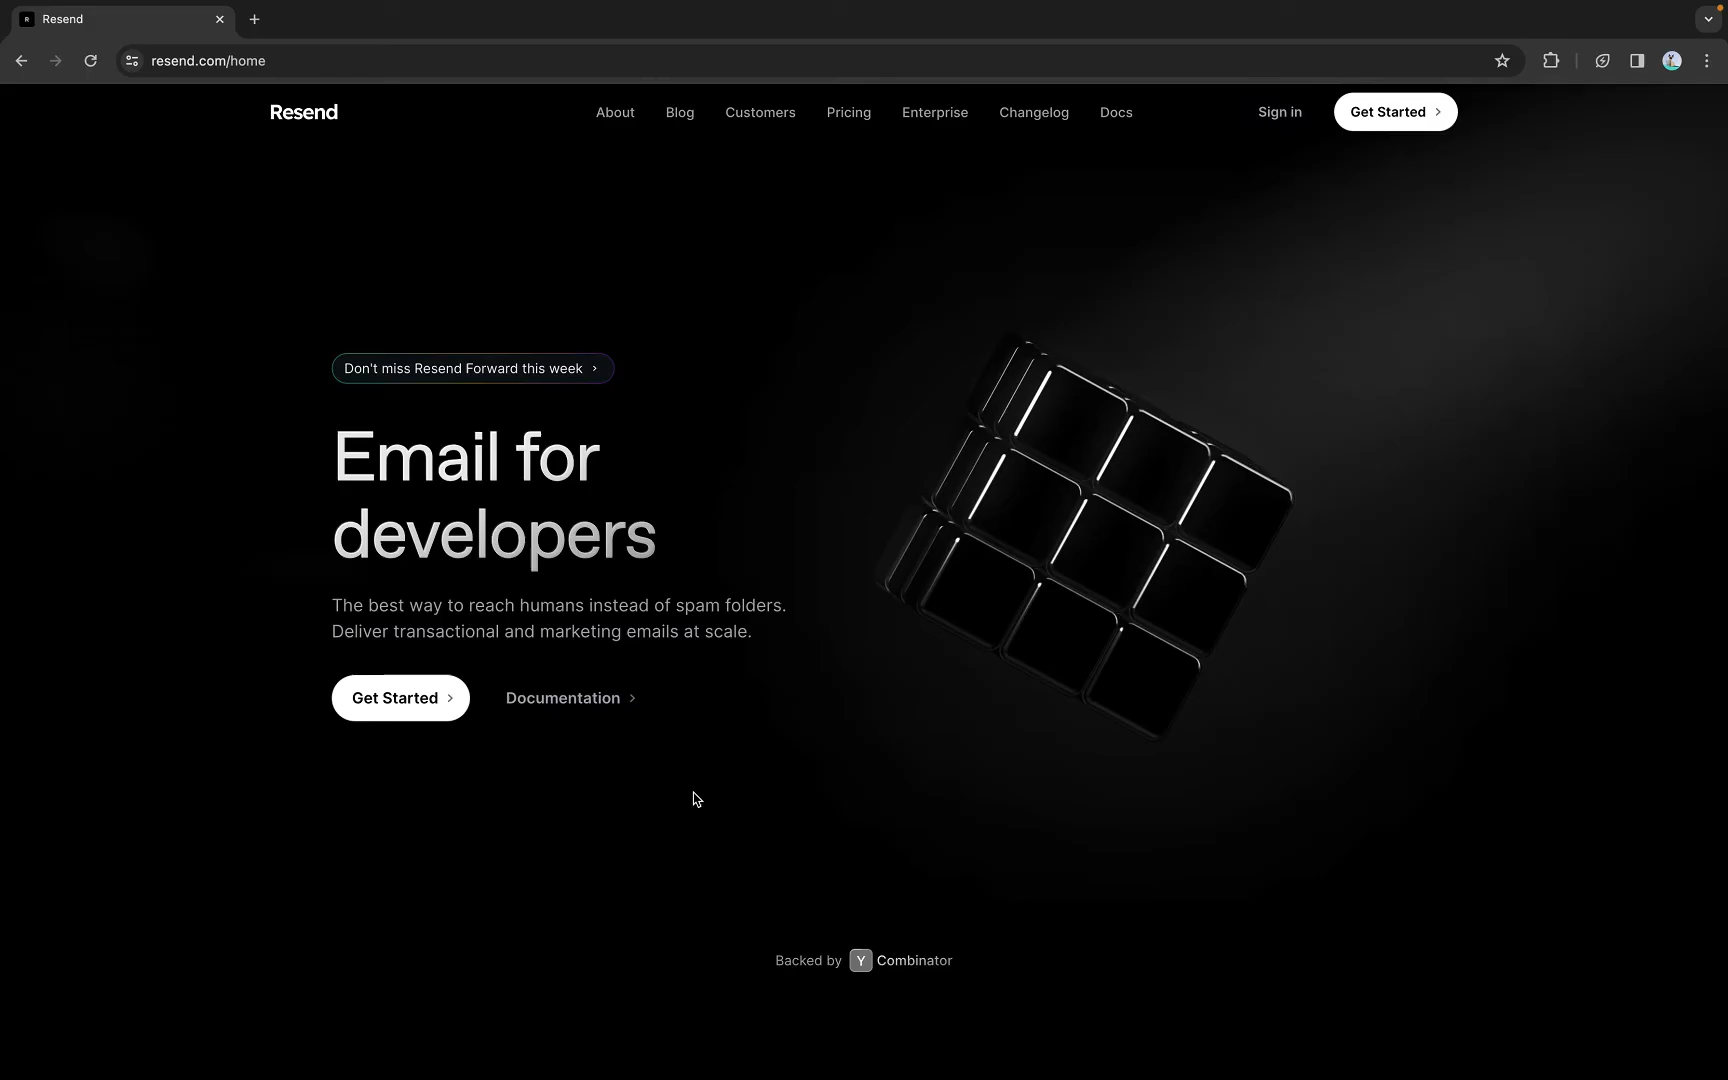 Resend
resend.com/home
Resend
About
Blog
Customers
Pricing
Enterprise
Changelog
Docs
Sign in
Get Started
Don't miss Resend Forward this week
Email for
developers
The best way to reach humans instead of spam folders.
Deliver transactional and marketing emails at scale.
Get Started
Documentation
Backed by Y Combinator